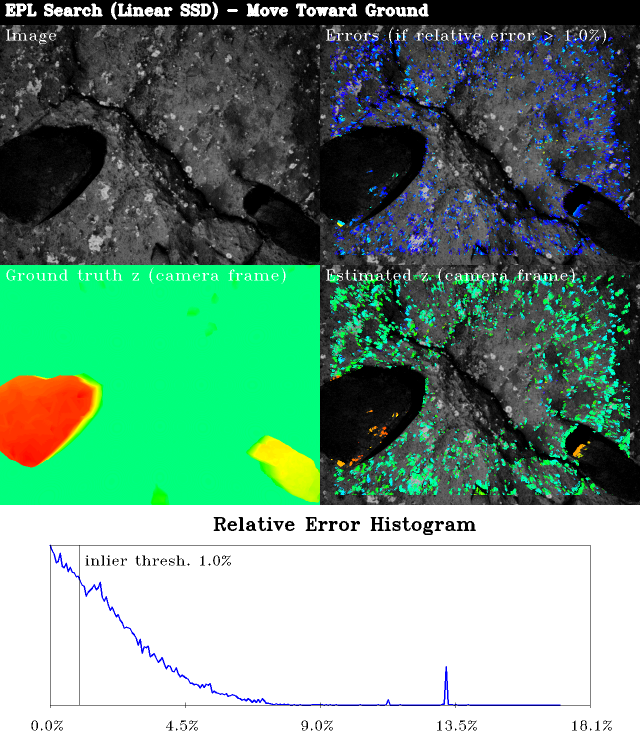 EPL Search (Linear SSD) - Move Toward Ground
Image
Errors (if relative error > 1.0%)
Ground truth z (camera frame)
Estimated z (camera frame)
Relative Error Histogram
inlier thresh. 1.0%
0.0%
4.5%
9.0%
13.5%
18.1%